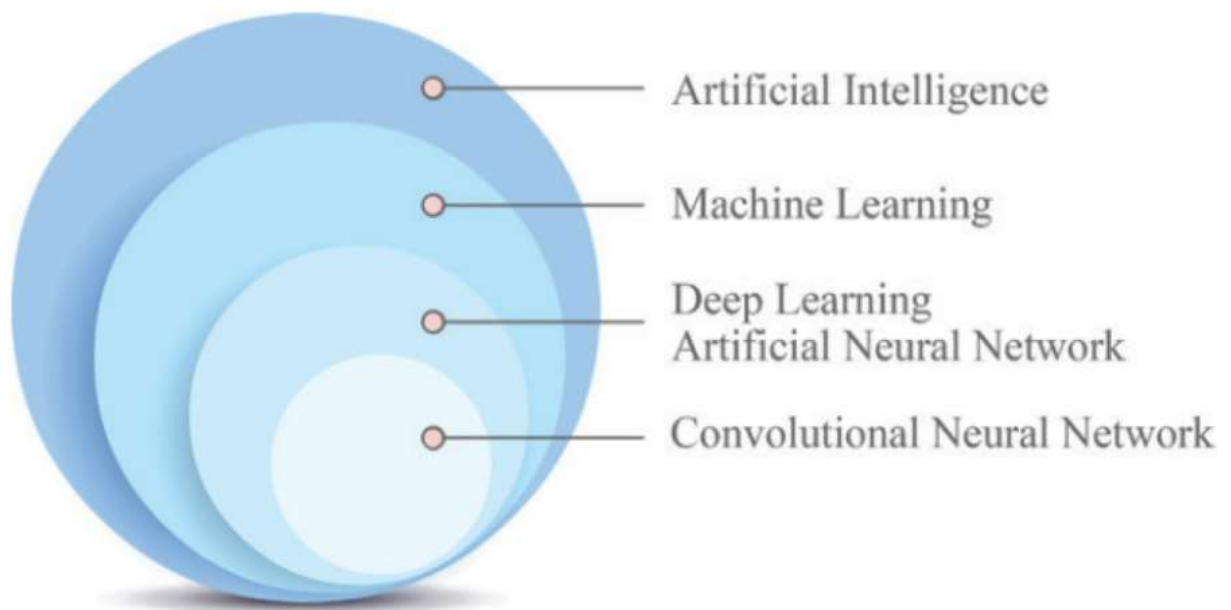 Artificial Intelligence
Machine Learning
Deep Learning
Artificial Neural Network
Convolutional Neural Network